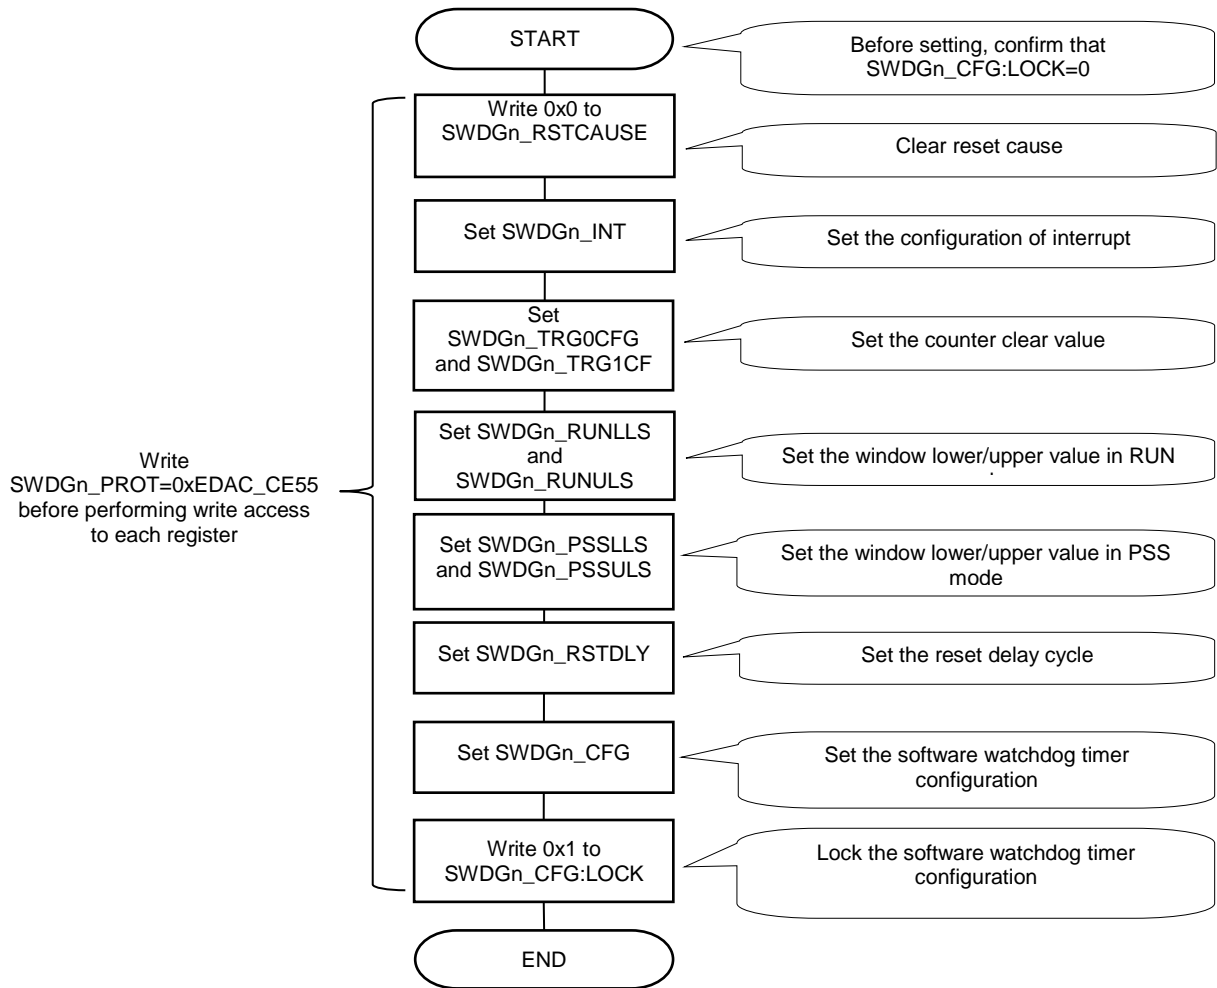 START
Before setting, confirm that
SWDGn_CFG:LOCK=0
Write 0x0 to
SWDGn_RSTCAUSE
Clear reset cause
Set SWDGn_INT
Set the configuration of interrupt
Set
SWDGn_TRG0CFG
and SWDGn_TRG1CF
Set the counter clear value
Set SWDGn_RUNLLS
and
SWDGn_RUNULS
Set the window lower/upper value in RUN
.
Write
SWDGn_PROT=0xEDAC_CE55
before performing write access
to each register
Set SWDGn_PSSLLS
and SWDGn_PSSULS
Set the window lower/upper value in PSS
mode
Set SWDGn_RSTDLY
Set the reset delay cycle
Set SWDGn_CFG
Set the software watchdog timer
configuration
Write 0x1 to
SWDGn_CFG:LOCK
Lock the software watchdog timer
configuration
END